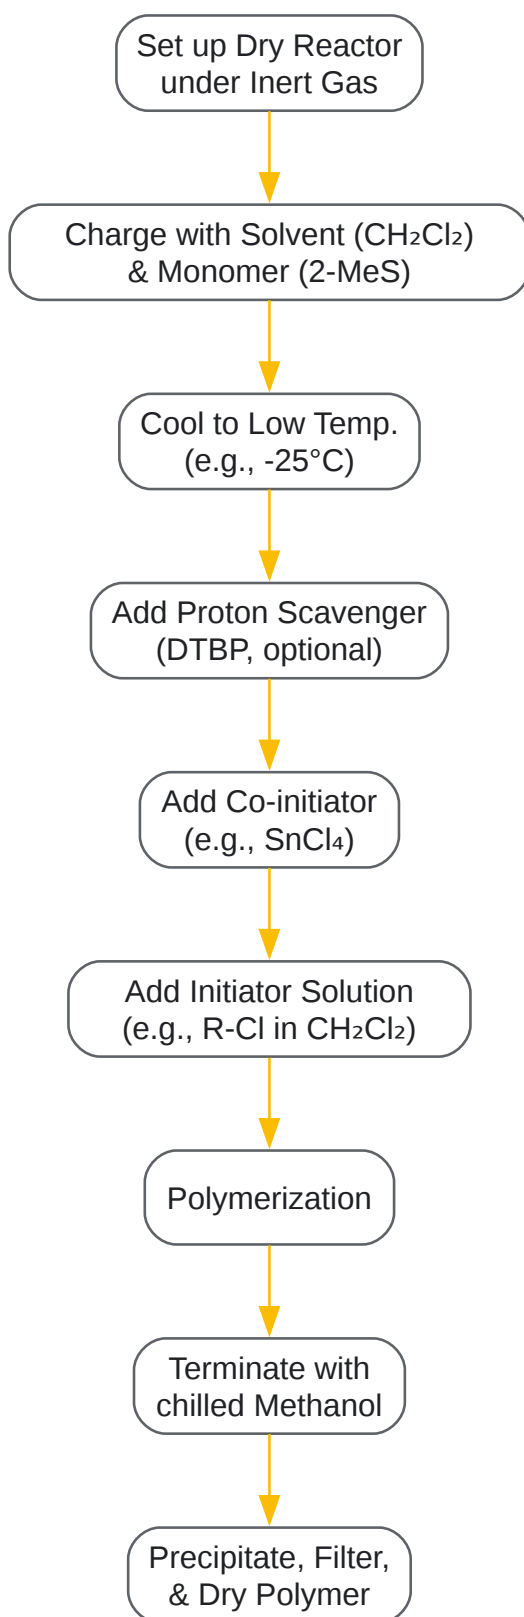 Set up Dry Reactor
under Inert Gas
Charge with Solvent (CH₂Cl₂)
& Monomer (2-MeS)
Cool to Low Temp.
(e.g., -25°C)
Add Proton Scavenger
(DTBP, optional)
Add Co-initiator
(e.g., SnCl₄)
Add Initiator Solution
(e.g., R-Cl in CH₂Cl₂)
Polymerization
Terminate with
chilled Methanol
Precipitate, Filter,
& Dry Polymer